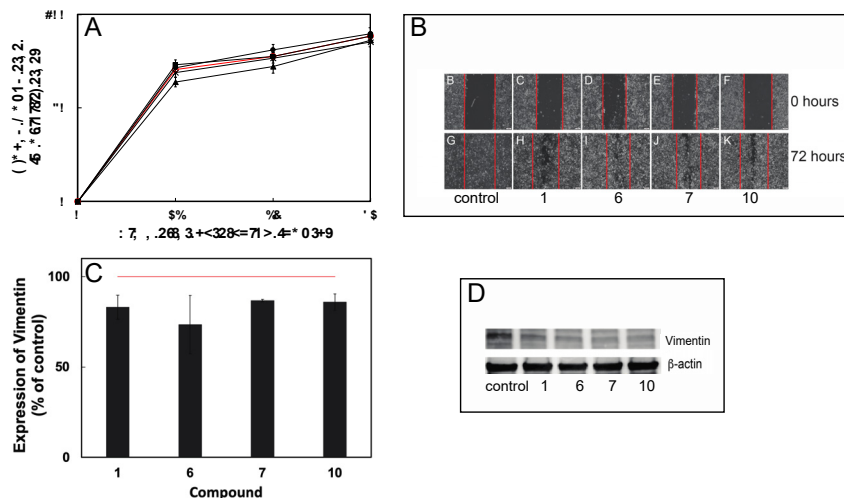 A
#!!
"!
!
! $% %& '$
B
B C D E F
0 hours
G H I J K
72 hours
control 1 6 7 10
C
Expression of Vimentin
(% of control)
100
50
0
1 6 7 10
Compound
D
Vimentin
β-actin
control 1 6 7 10